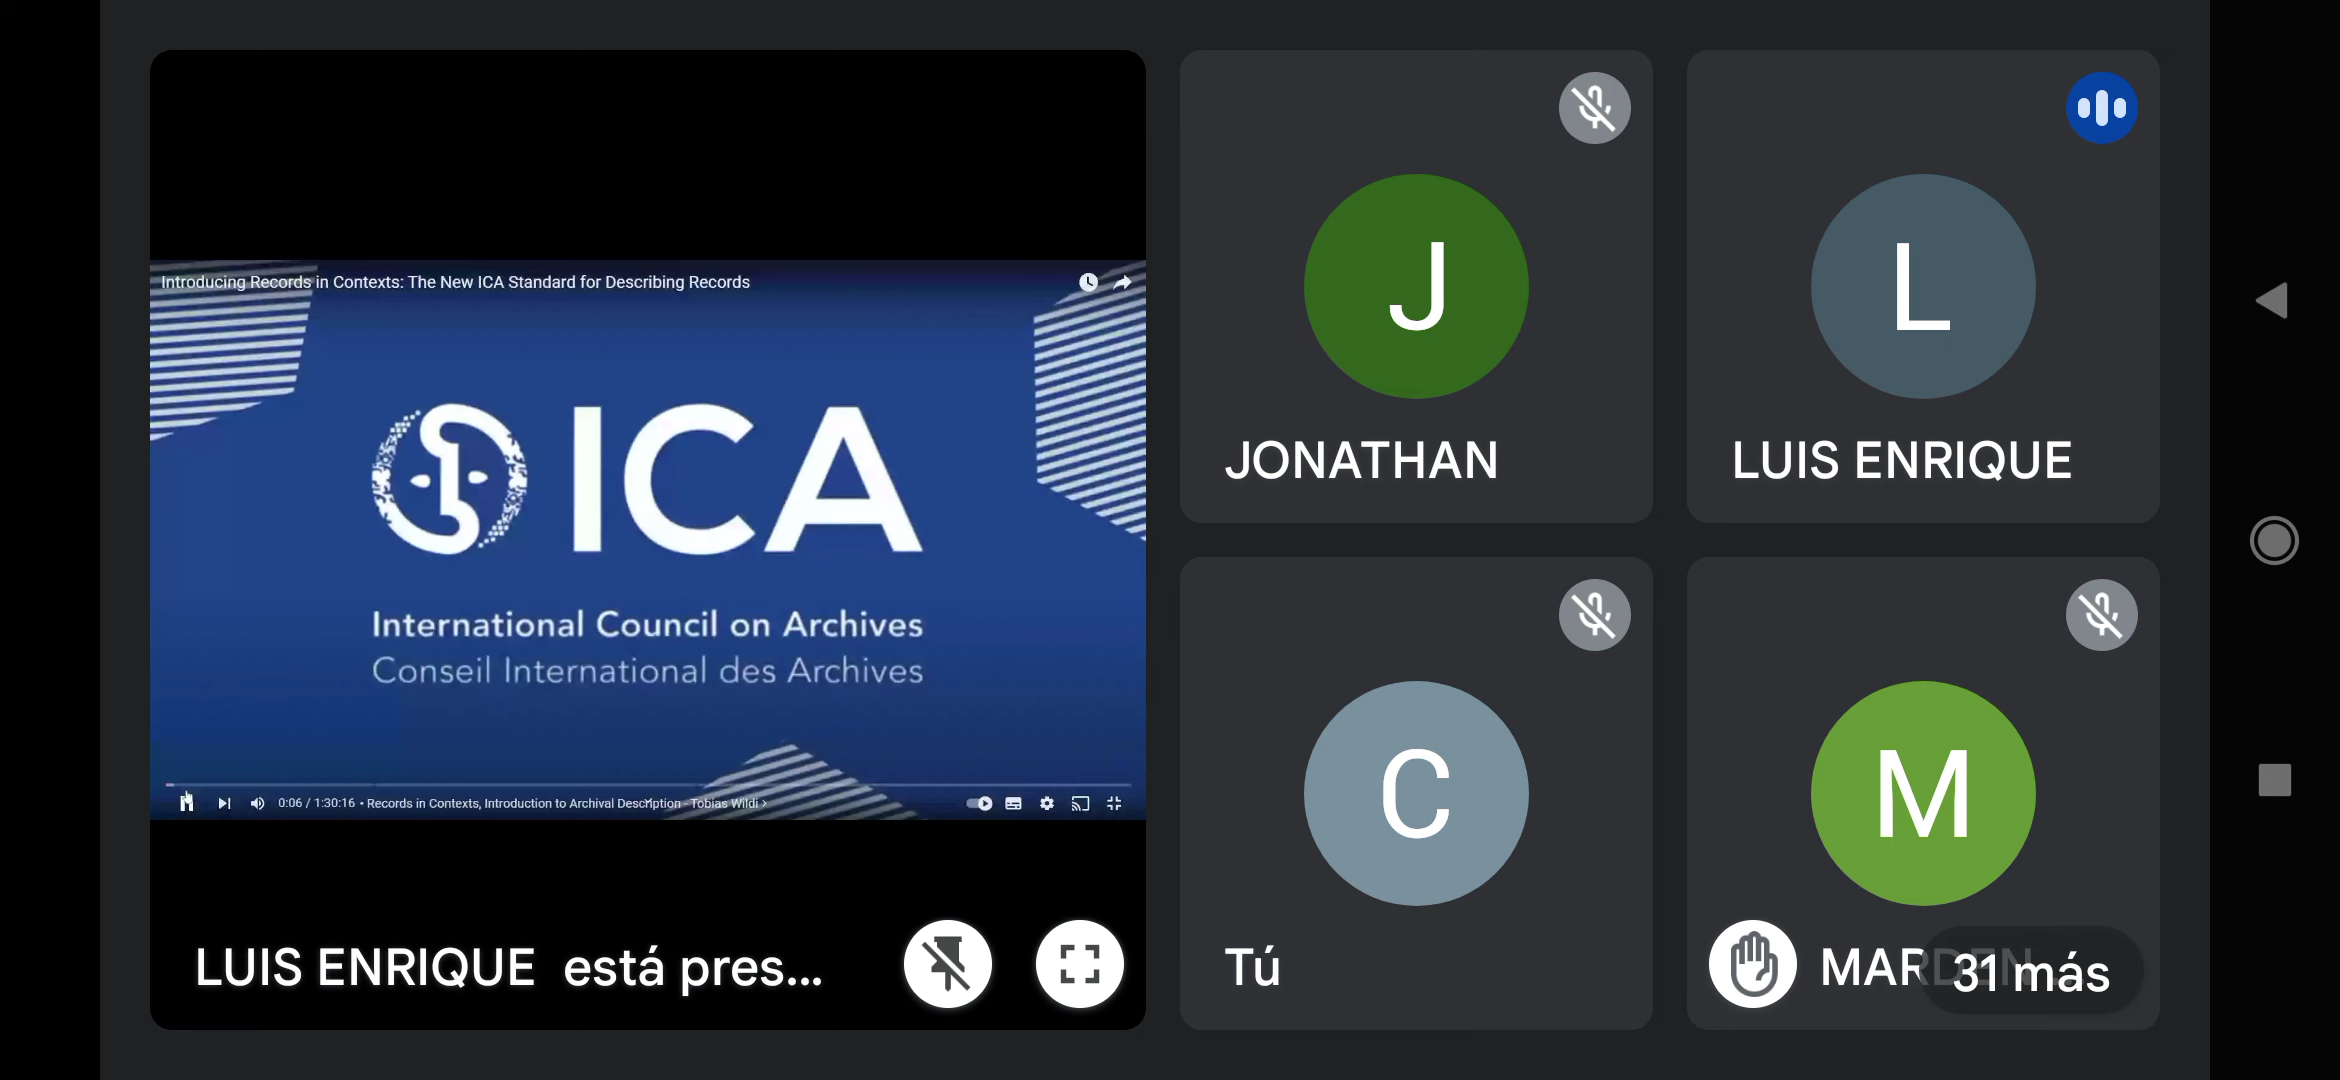 Introducing Records in Contexts: The New ICA Standard for Describing Records
ICA
International Council on Archives
Conseil International des Archives
0:06 / 1:30:16 • Records in Contexts, Introduction to Archival Description - Tobias Wildi
LUIS ENRIQUE está pres...
J
JONATHAN
L
LUIS ENRIQUE
C
Tú
M
MARDEN
31 más